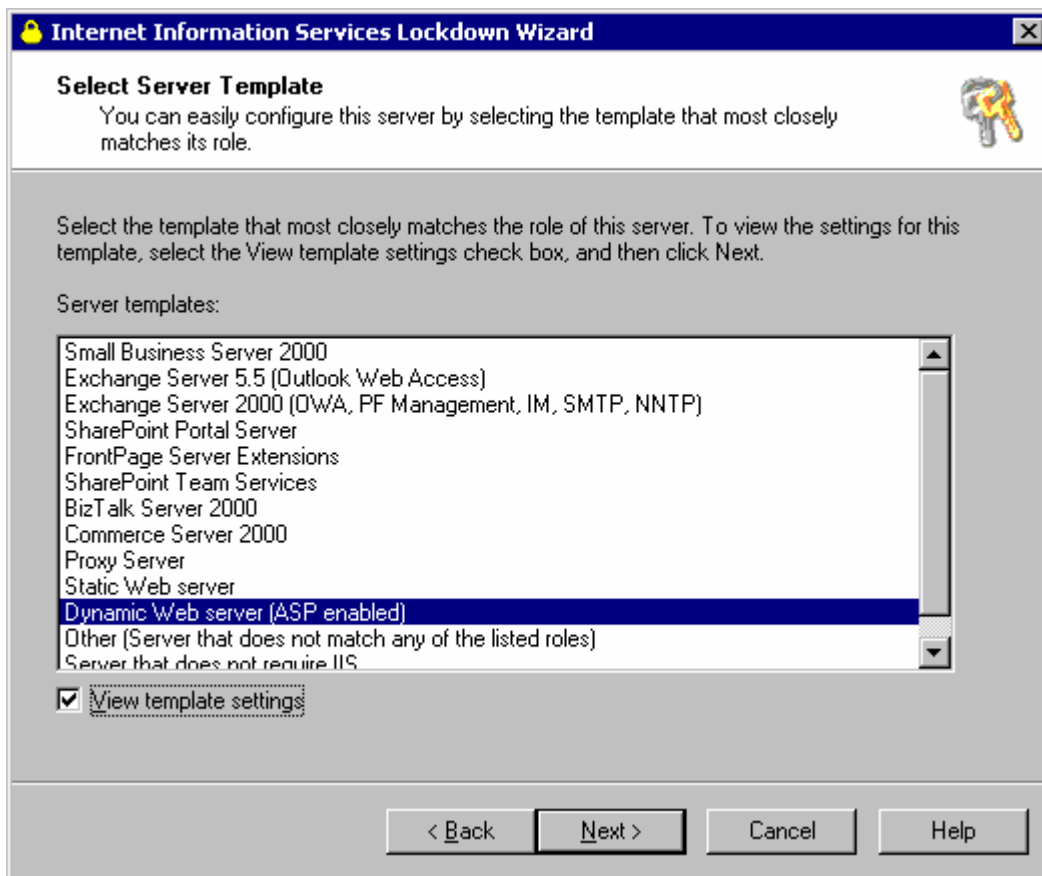 Internet Information Services Lockdown Wizard
Select Server Template
You can easily configure this server by selecting the template that most closely
matches its role.
Select the template that most closely matches the role of this server. To view the settings for this
template, select the View template settings check box, and then click Next.
Server templates:
Small Business Server 2000
Exchange Server 5.5 (Outlook Web Access)
Exchange Server 2000 (OWA, PF Management, IM, SMTP, NNTP)
SharePoint Portal Server
FrontPage Server Extensions
SharePoint Team Services
BizTalk Server 2000
Commerce Server 2000
Proxy Server
Static Web server
Dynamic Web server (ASP enabled)
Other (Server that does not match any of the listed roles)
Server that does not require IIS
View template settings
< Back
Next >
Cancel
Help